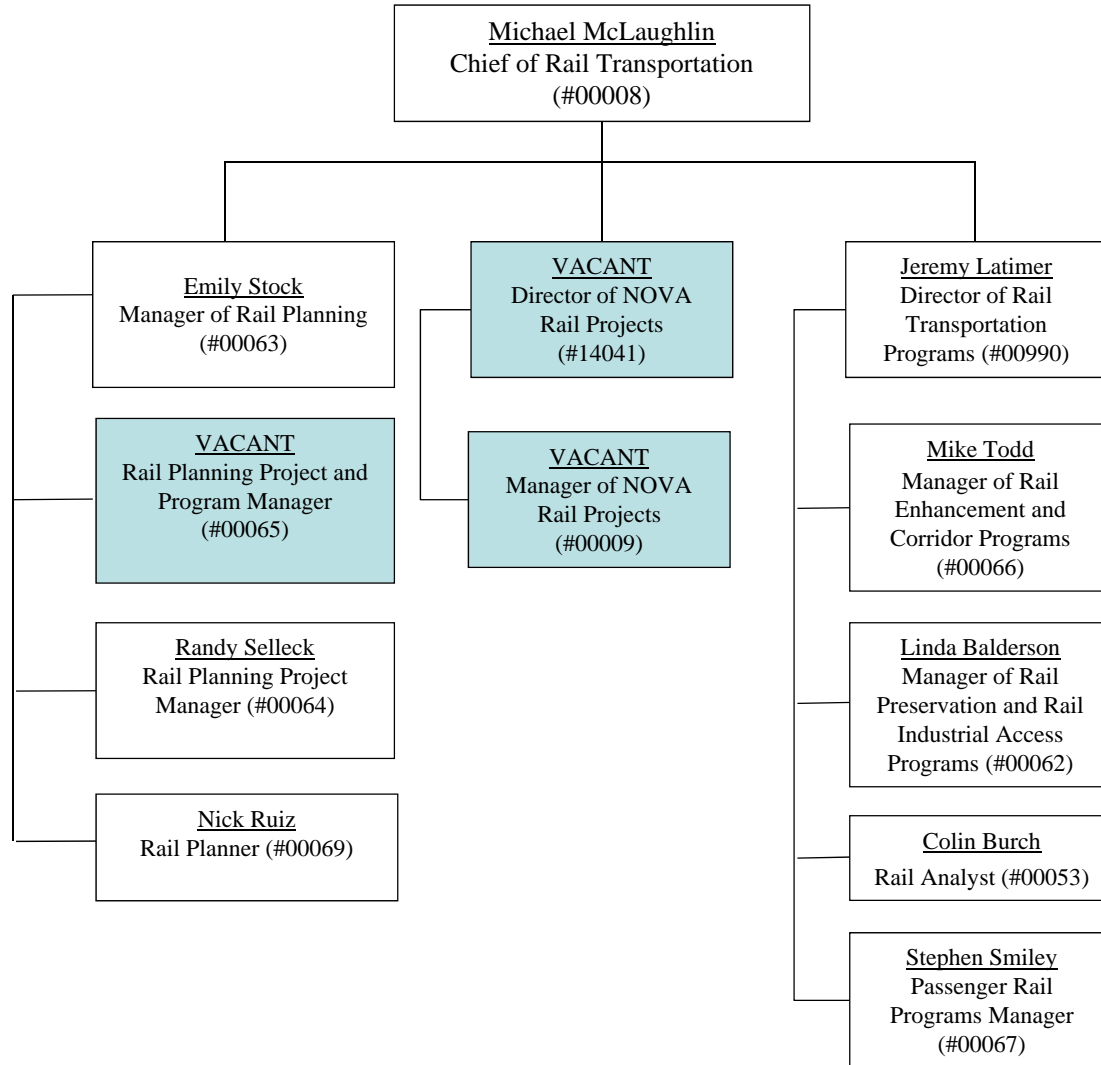 Michael McLaughlin
Chief of Rail Transportation
(#00008)
Emily Stock
Manager of Rail Planning
(#00063)
VACANT
Rail Planning Project and
Program Manager
(#00065)
Randy Selleck
Rail Planning Project
Manager (#00064)
Nick Ruiz
Rail Planner (#00069)
VACANT
Director of NOVA
Rail Projects
(#14041)
VACANT
Manager of NOVA
Rail Projects
(#00009)
Jeremy Latimer
Director of Rail
Transportation
Programs (#00990)
Mike Todd
Manager of Rail
Enhancement and
Corridor Programs
(#00066)
Linda Balderson
Manager of Rail
Preservation and Rail
Industrial Access
Programs (#00062)
Colin Burch
Rail Analyst (#00053)
Stephen Smiley
Passenger Rail
Programs Manager
(#00067)